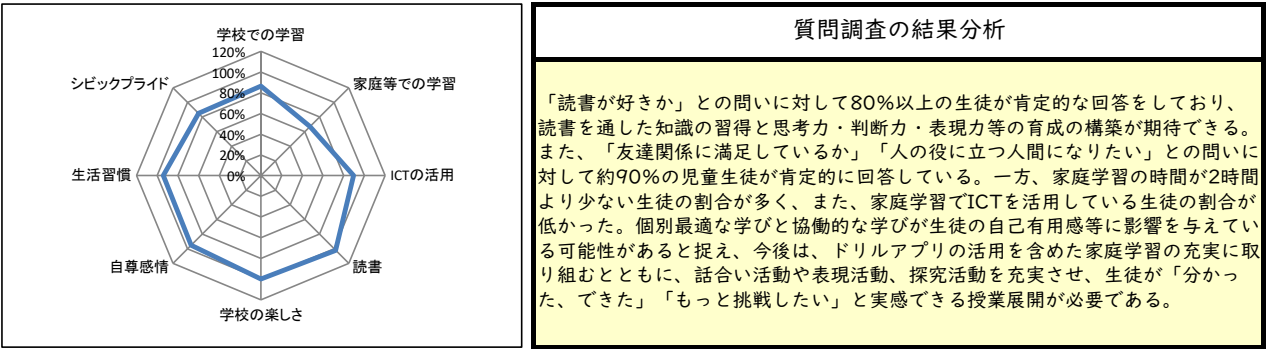 学校での学習
120%
100%
80%
60%
40%
20%
0%
家庭等での学習
ICTの活用
読書
学校の楽しさ
自尊感情
生活習慣
シビックプライド
質問調査の結果分析
「読書が好きか」との問いに対して80%以上の生徒が肯定的な回答をしており、
読書を通した知識の習得と思考力・判断力・表現力等の育成の構築が期待できる。
また、「友達関係に満足しているか」「人の役に立つ人間になりたい」との問いに
対して約90%の児童生徒が肯定的に回答している。一方、家庭学習の時間が2時間
より少ない生徒の割合が多く、また、家庭学習でICTを活用している生徒の割合が
低かった。個別最適な学びと協働的な学びが生徒の自己有用感等に影響を与えてい
る可能性があると捉え、今後は、ドリルアプリの活用を含めた家庭学習の充実に取
り組むとともに、話合い活動や表現活動、探究活動を充実させ、生徒が「分かっ
た、できた」「もっと挑戦したい」と実感できる授業展開が必要である。